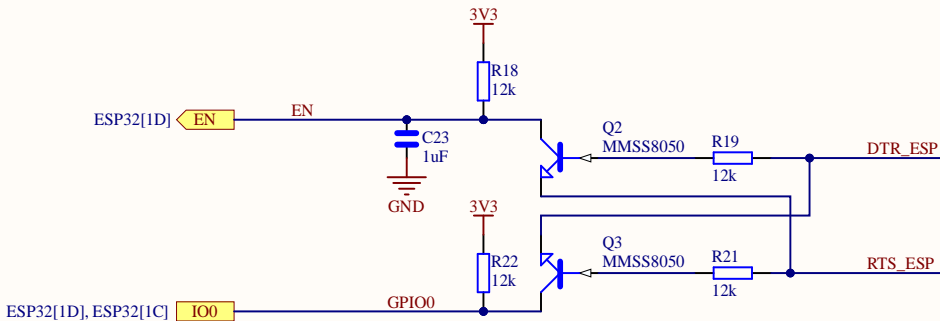 3V3
R18
12k
ESP32[1D]
EN
EN
C23
1uF
GND
Q2
MMSS8050
R19
12k
DTR_ESP
3V3
R22
12k
Q3
MMSS8050
R21
12k
RTS_ESP
ESP32[1D], ESP32[1C]
IO0
GPIO0